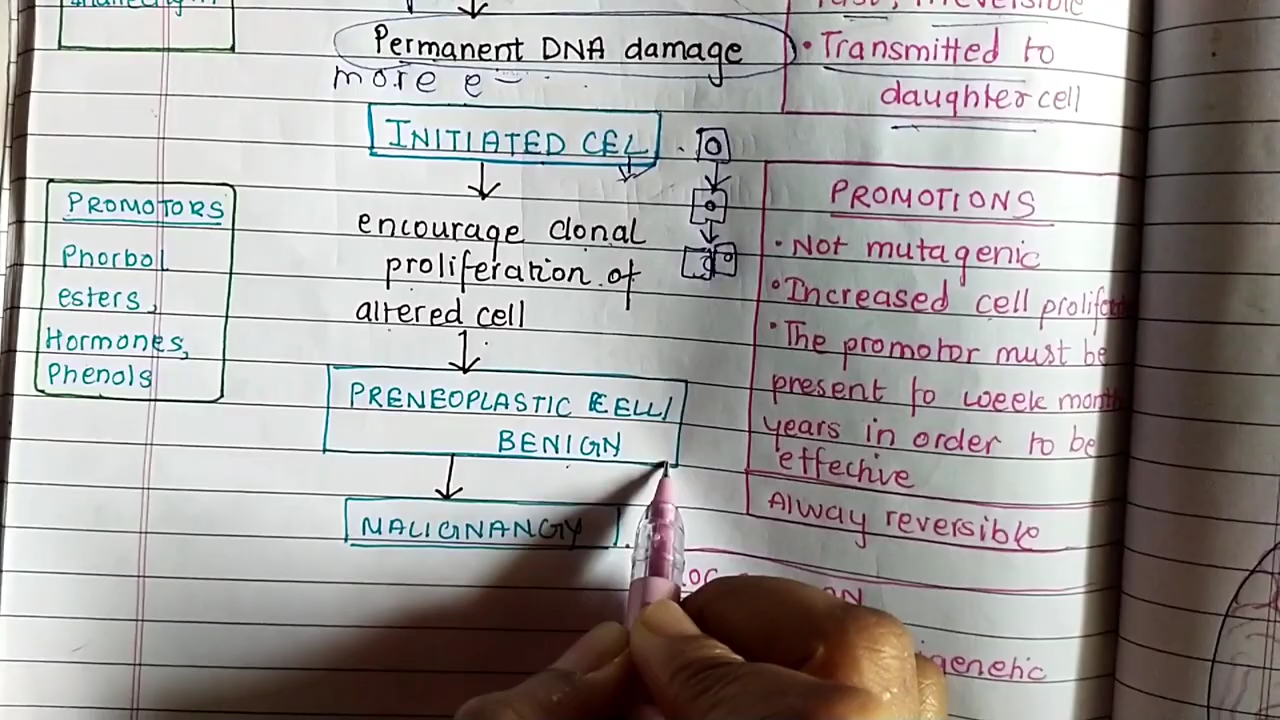 Permanent DNA damage
more e
INITIATED CELL
encourage clonal
proliferation of
altered cell
PRENEOPLASTIC CELL/
BENIGN
MALIGNANCY
PROMOTORS
Phorbol
esters,
Hormones,
Phenols
• Transmitted to
daughter cell
PROMOTIONS
• Not mutagenic
• Increased cell
• The promotor must be
present to week
years in order to be
effective
Alway reversible